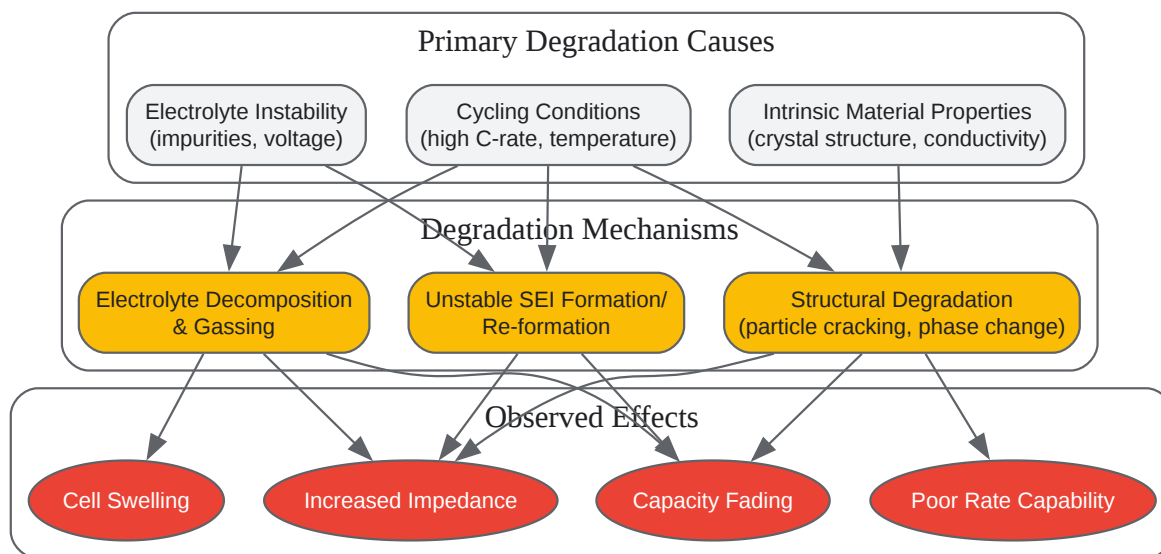 Primary Degradation Causes
Electrolyte Instability
(impurities, voltage)
Cycling Conditions
(high C-rate, temperature)
Intrinsic Material Properties
(crystal structure, conductivity)
Degradation Mechanisms
Electrolyte Decomposition
& Gassing
Unstable SEI Formation/
Re-formation
Structural Degradation
(particle cracking, phase change)
Observed Effects
Cell Swelling
Increased Impedance
Capacity Fading
Poor Rate Capability